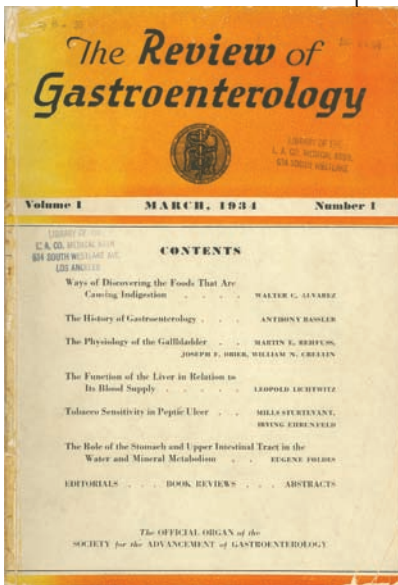 The Review of
Gastroenterology
LIBRARY OF THE
L. A. CO. MEDICAL ASSN.
634 SOUTH WESTLAKE
Volume I MARCH, 1934 Number 1
LIBRARY OF THE
L. A. CO. MEDICAL ASSN.
634 SOUTH WESTLAKE AVE.
LOS ANGELES
CONTENTS
Ways of Discovering the Foods That Are
Causing Indigestion . . . . WALTER C. ALVAREZ
The History of Gastroenterology . . . ANTHONY BASSLER
The Physiology of the Gallbladder . . MARTIN E. REHFUSS,
JOSEPH F. DRIER, WILLIAM N. CRELLIN
The Function of the Liver in Relation to
Its Blood Supply . . . . . LEOPOLD LICHTWITZ
Tobacco Sensitivity in Peptic Ulcer . . MILLS STURTEVANT,
IRVING EHRENFELD
The Role of the Stomach and Upper Intestinal Tract in the
Water and Mineral Metabolism . . EUGENE FOLDES
EDITORIALS . . . BOOK REVIEWS . . . ABSTRACTS
The OFFICIAL ORGAN of the
SOCIETY for the ADVANCEMENT of GASTROENTEROLOGY